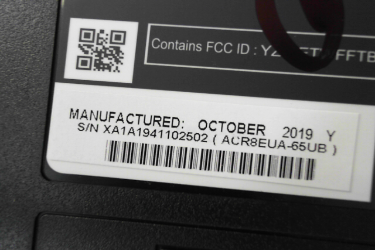 Contains FCC ID :
MANUFACTURED: OCTOBER 2019 Y
S/N XA1A1941102502 ( ACR8EUA-65UB )